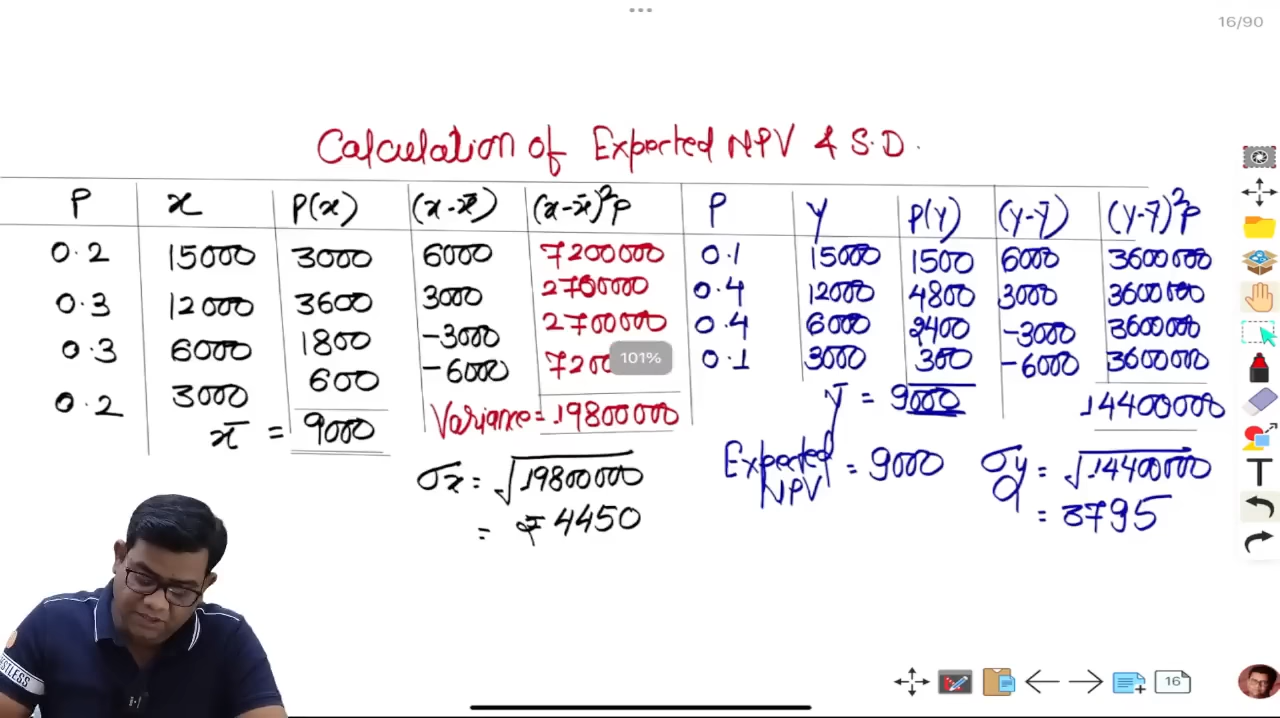 16/90
Calculation of Expected NPV & S.D.
P x P(x) (x-x̄) (x-x̄)²P P Y P(Y) (Y-Ȳ) (Y-Ȳ)²P
0.2 15000 3000 6000 7200000 0.1 15000 1500 6000 3600000
0.3 12000 3600 3000 2700000 0.4 12000 4800 3000 3600000
0.3 6000 1800 -3000 2700000 0.4 6000 2400 -3000 3600000
0.2 3000 600 -6000 720 0.1 3000 300 -6000 3600000
101%
x̄ = 9000 Variance = 19800000 Ȳ = 9000 14400000
σx = √19800000 Expected NPV = 9000 σy = √14400000
= ₹4450 = 3795
T
16